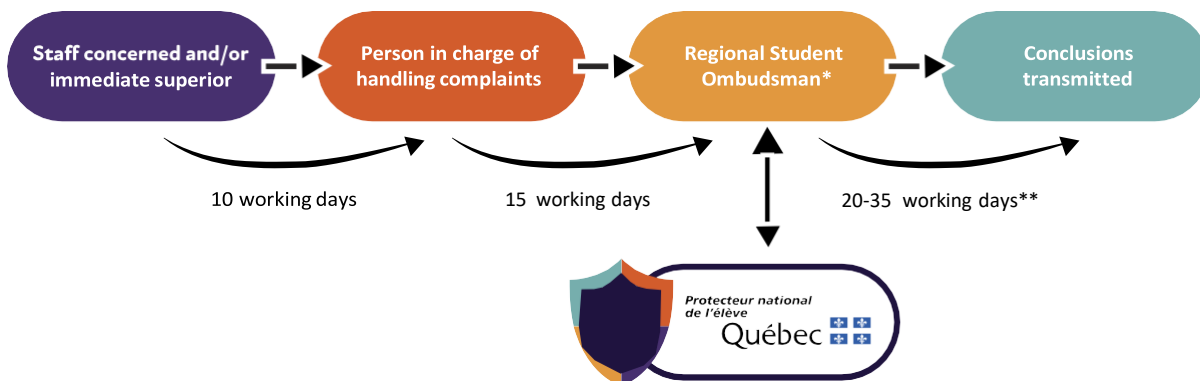 Staff concerned and/or
immediate superior
Person in charge of
handling complaints
Regional Student
Ombudsman*
Conclusions
transmitted
10 working days
15 working days
20-35 working days**
Protecteur national
de l'élève
Québec